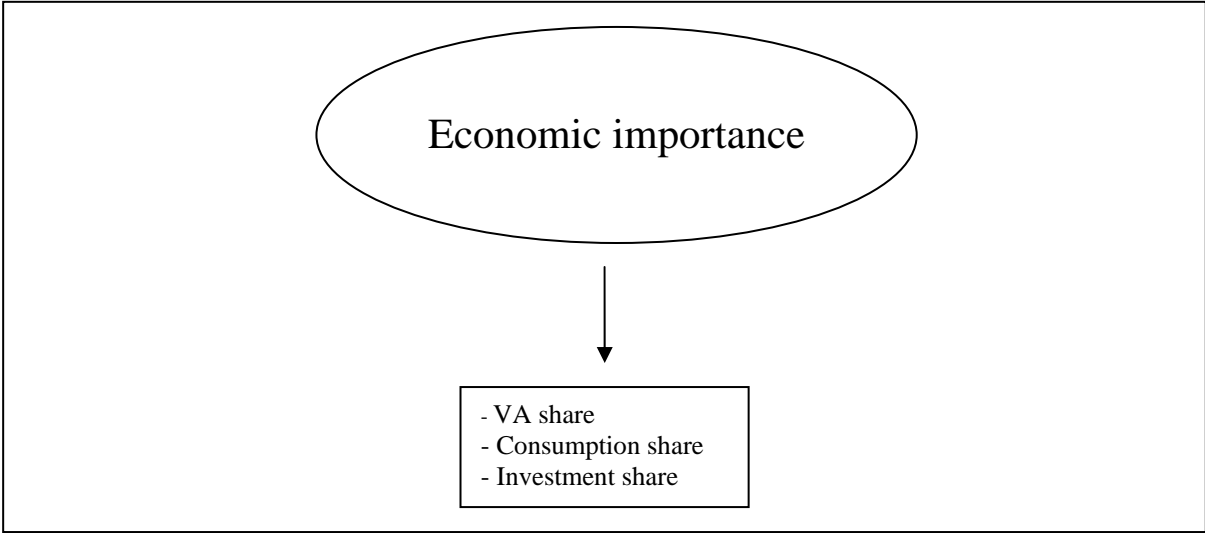 Economic importance
- VA share
- Consumption share
- Investment share